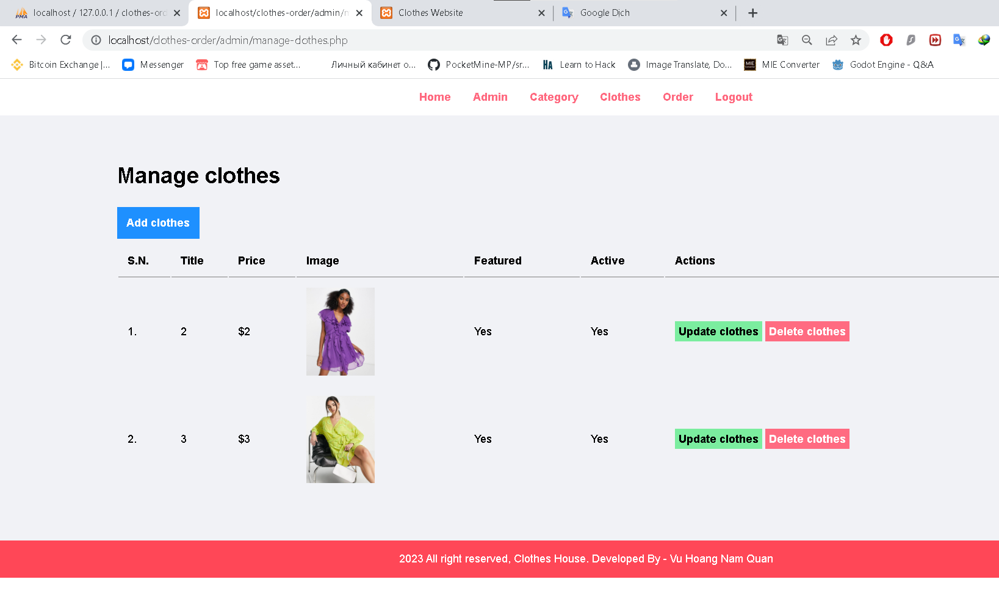 localhost / 127.0.0.1 / clothes-ord
localhost/clothes-order/admin/m
Clothes Website
Google Dịch
localhost/clothes-order/admin/manage-clothes.php
Bitcoin Exchange |...
Messenger
Top free game asset...
Личный кабинет о...
PocketMine-MP/sr...
HA Learn to Hack
Image Translate, Do...
MIE MIE Converter
Godot Engine - Q&A
Home Admin Category Clothes Order Logout
Manage clothes
Add clothes
S.N. Title Price Image Featured Active Actions
1. 2 $2 Yes Yes Update clothes Delete clothes
2. 3 $3 Yes Yes Update clothes Delete clothes
2023 All right reserved, Clothes House. Developed By - Vu Hoang Nam Quan